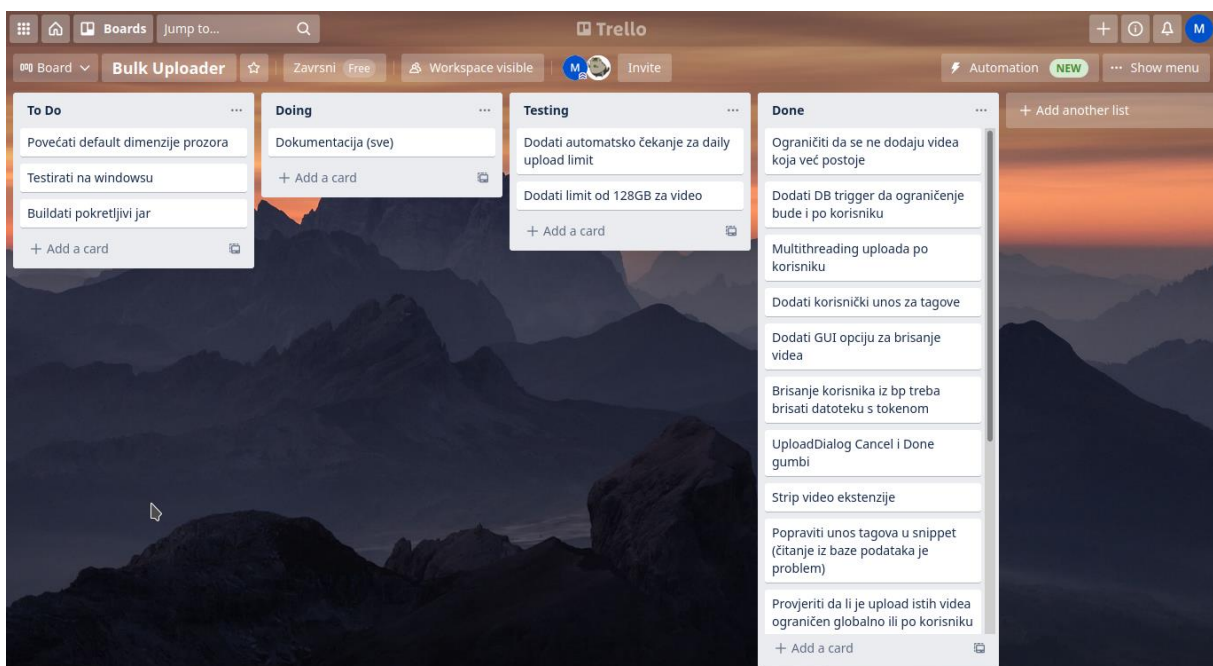 Boards
Jump to...
Trello
M
Board
Bulk Uploader
Zavrsni Free
Workspace visible
M
Invite
Automation NEW
Show menu
To Do
Povećati default dimenzije prozora
Testirati na windowsu
Buildati pokretljivi jar
+ Add a card
Doing
Dokumentacija (sve)
+ Add a card
Testing
Dodati automatsko čekanje za daily
upload limit
Dodati limit od 128GB za video
+ Add a card
Done
Ograničiti da se ne dodaju videa
koja već postoje
Dodati DB trigger da ograničenje
bude i po korisniku
Multithreading uploada po
korisniku
Dodati korisnički unos za tagove
Dodati GUI opciju za brisanje
videa
Brisanje korisnika iz bp treba
brisati datoteku s tokenom
UploadDialog Cancel i Done
gumbi
Strip video ekstenzije
Popraviti unos tagova u snippet
(čitanje iz baze podataka je
problem)
Provjeriti da li je upload istih videa
ograničen globalno ili po korisniku
+ Add a card
+ Add another list